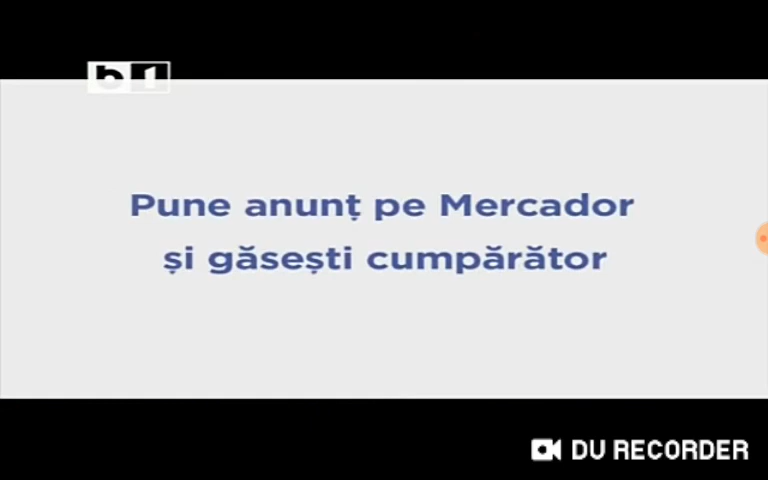 b1
Pune anunț pe Mercador
și găsești cumpărător
DU RECORDER